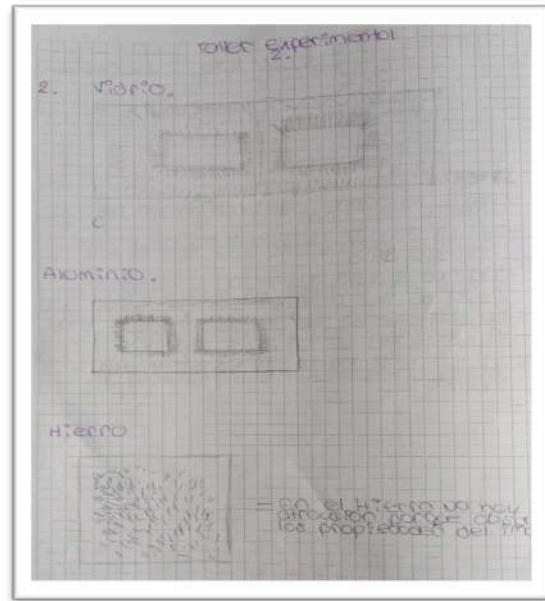 Taller Experimental
2.
2. Vidrio.
C
Aluminio.
Hierro
= en el Hierro no hay
atracción porque
las propiedades del